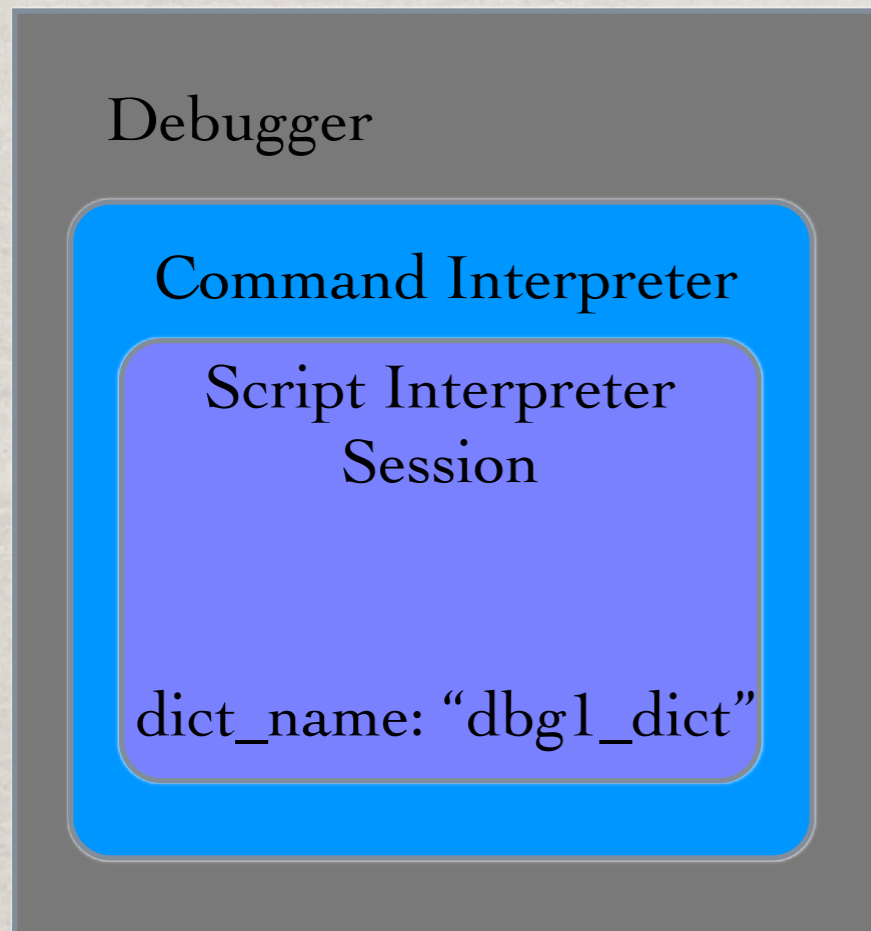 Debugger
Command Interpreter
Script Interpreter
Session
dict_name: “dbg1_dict”